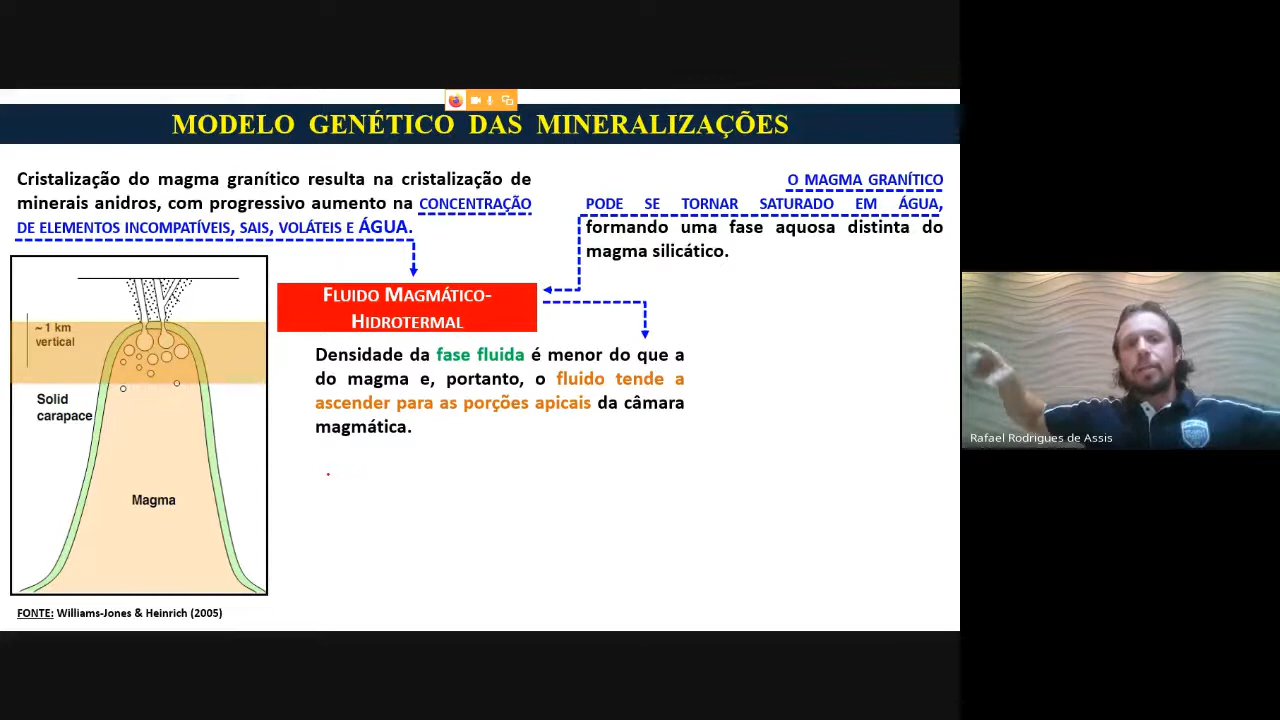 MODELO GENÉTICO DAS MINERALIZAÇÕES
Cristalização do magma granítico resulta na cristalização de
minerais anidros, com progressivo aumento na CONCENTRAÇÃO
DE ELEMENTOS INCOMPATÍVEIS, SAIS, VOLÁTEIS E ÁGUA.
O MAGMA GRANÍTICO
PODE SE TORNAR SATURADO EM ÁGUA,
formando uma fase aquosa distinta do
magma silicático.
FLUIDO MAGMÁTICO-
HIDROTERMAL
Densidade da fase fluida é menor do que a
do magma e, portanto, o fluido tende a
ascender para as porções apicais da câmara
magmática.
~ 1 km
vertical
Solid
carapace
Magma
FONTE: Williams-Jones & Heinrich (2005)
Rafael Rodrigues de Assis